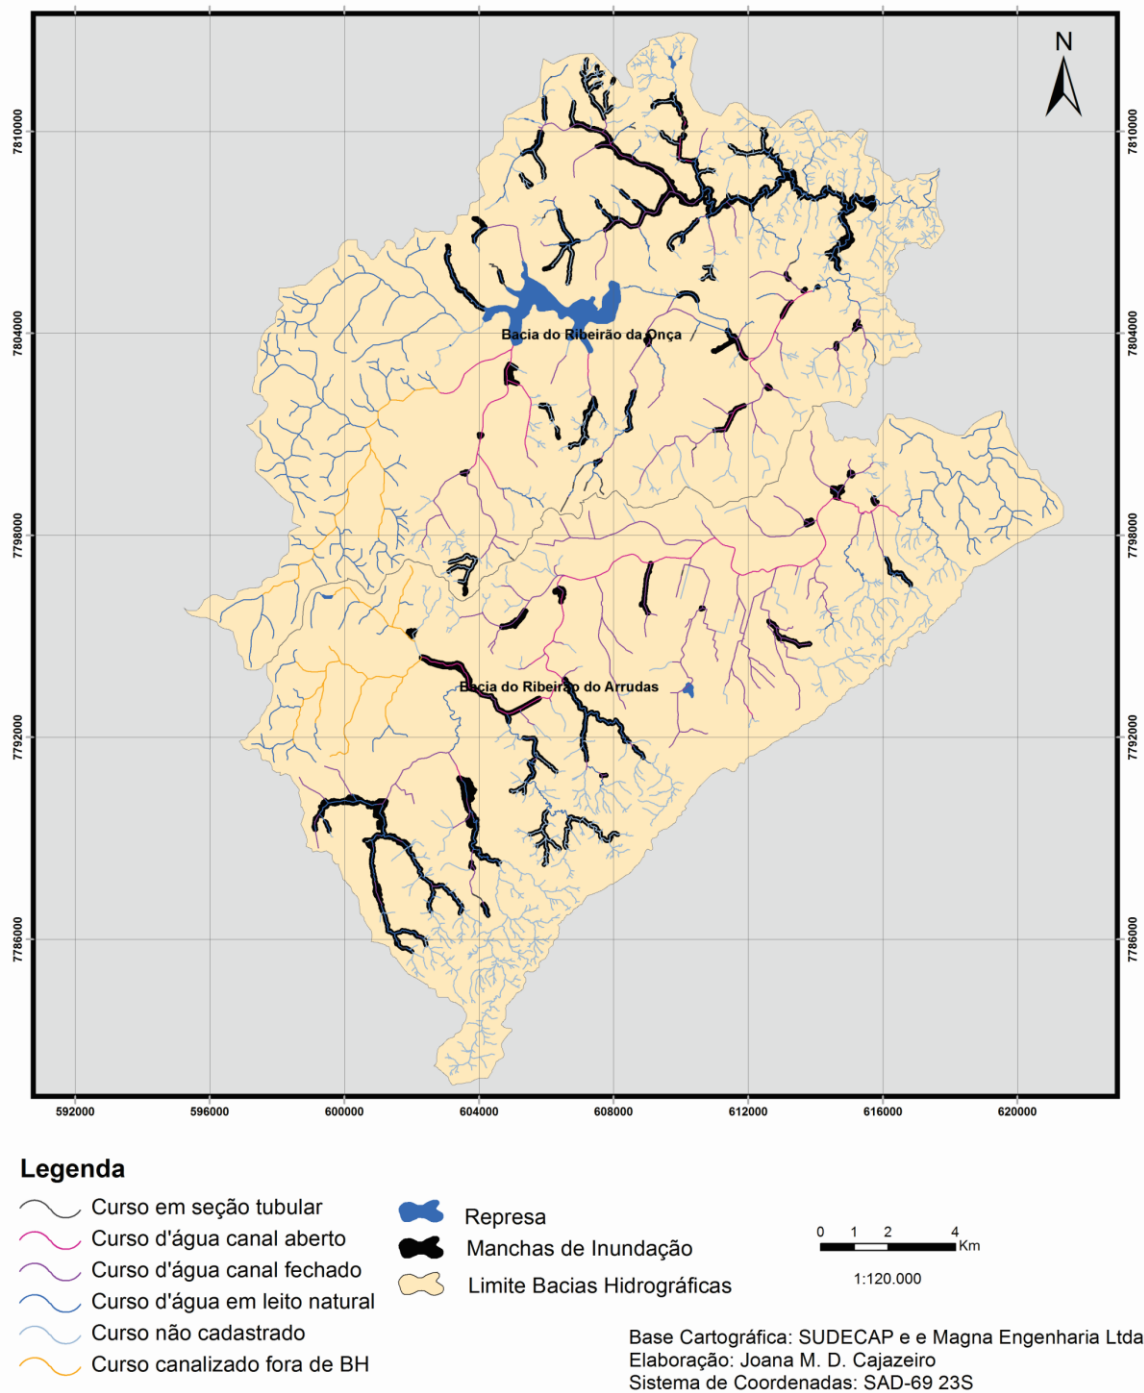 N
7810000
7810000
7804000
7804000
Bacia do Ribeirão da Onça
7798000
7798000
Bacia do Ribeirão do Arrudas
7792000
7792000
7786000
7786000
592000 596000 600000 604000 608000 612000 616000 620000
Legenda
Curso em seção tubular
Curso d'água canal aberto
Curso d'água canal fechado
Curso d'água em leito natural
Curso não cadastrado
Curso canalizado fora de BH
Represa
Manchas de Inundação
Limite Bacias Hidrográficas
0 1 2 4
Km
1:120.000
Base Cartográfica: SUDECAP e e Magna Engenharia Ltda
Elaboração: Joana M. D. Cajazeiro
Sistema de Coordenadas: SAD-69 23S